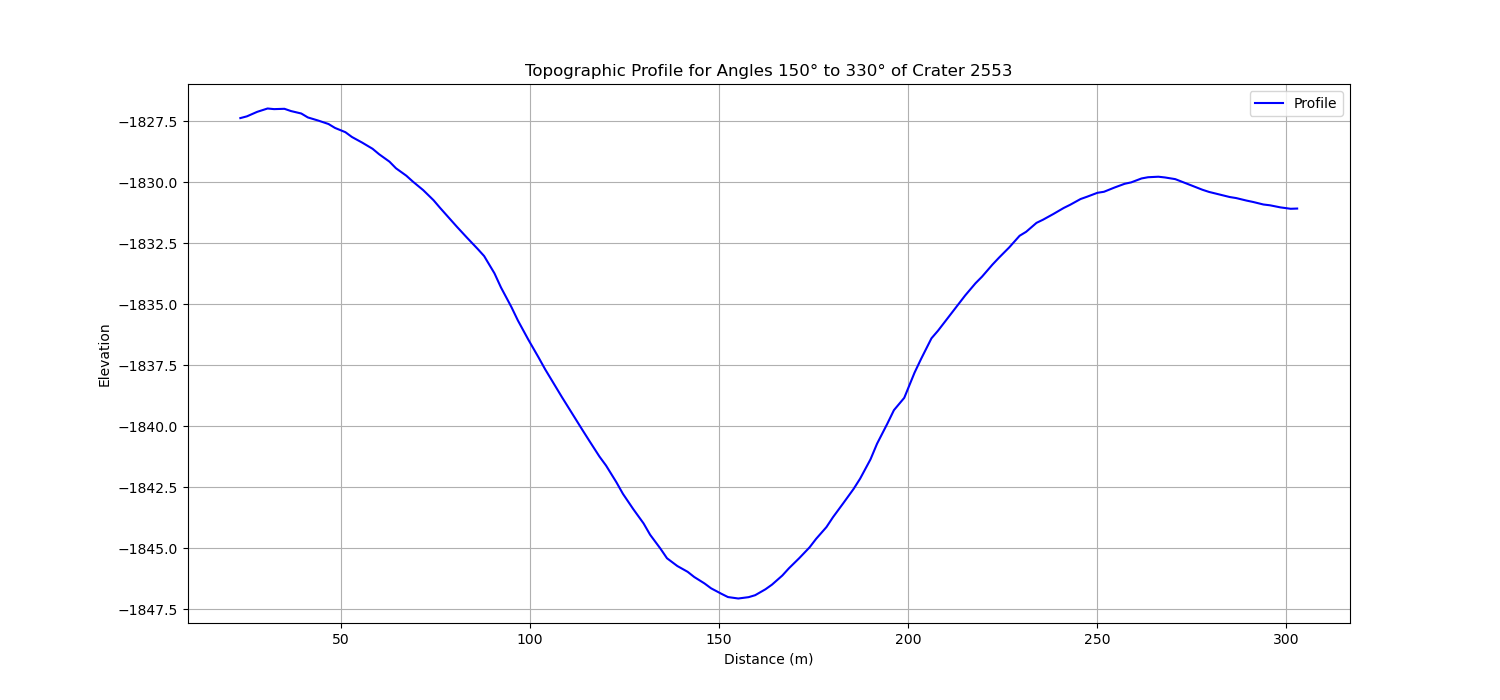 Topographic Profile for Angles 150° to 330° of Crater 2553
Profile
−1827.5
−1830.0
−1832.5
−1835.0
−1837.5
−1840.0
−1842.5
−1845.0
−1847.5
Elevation
50 100 150 200 250 300
Distance (m)